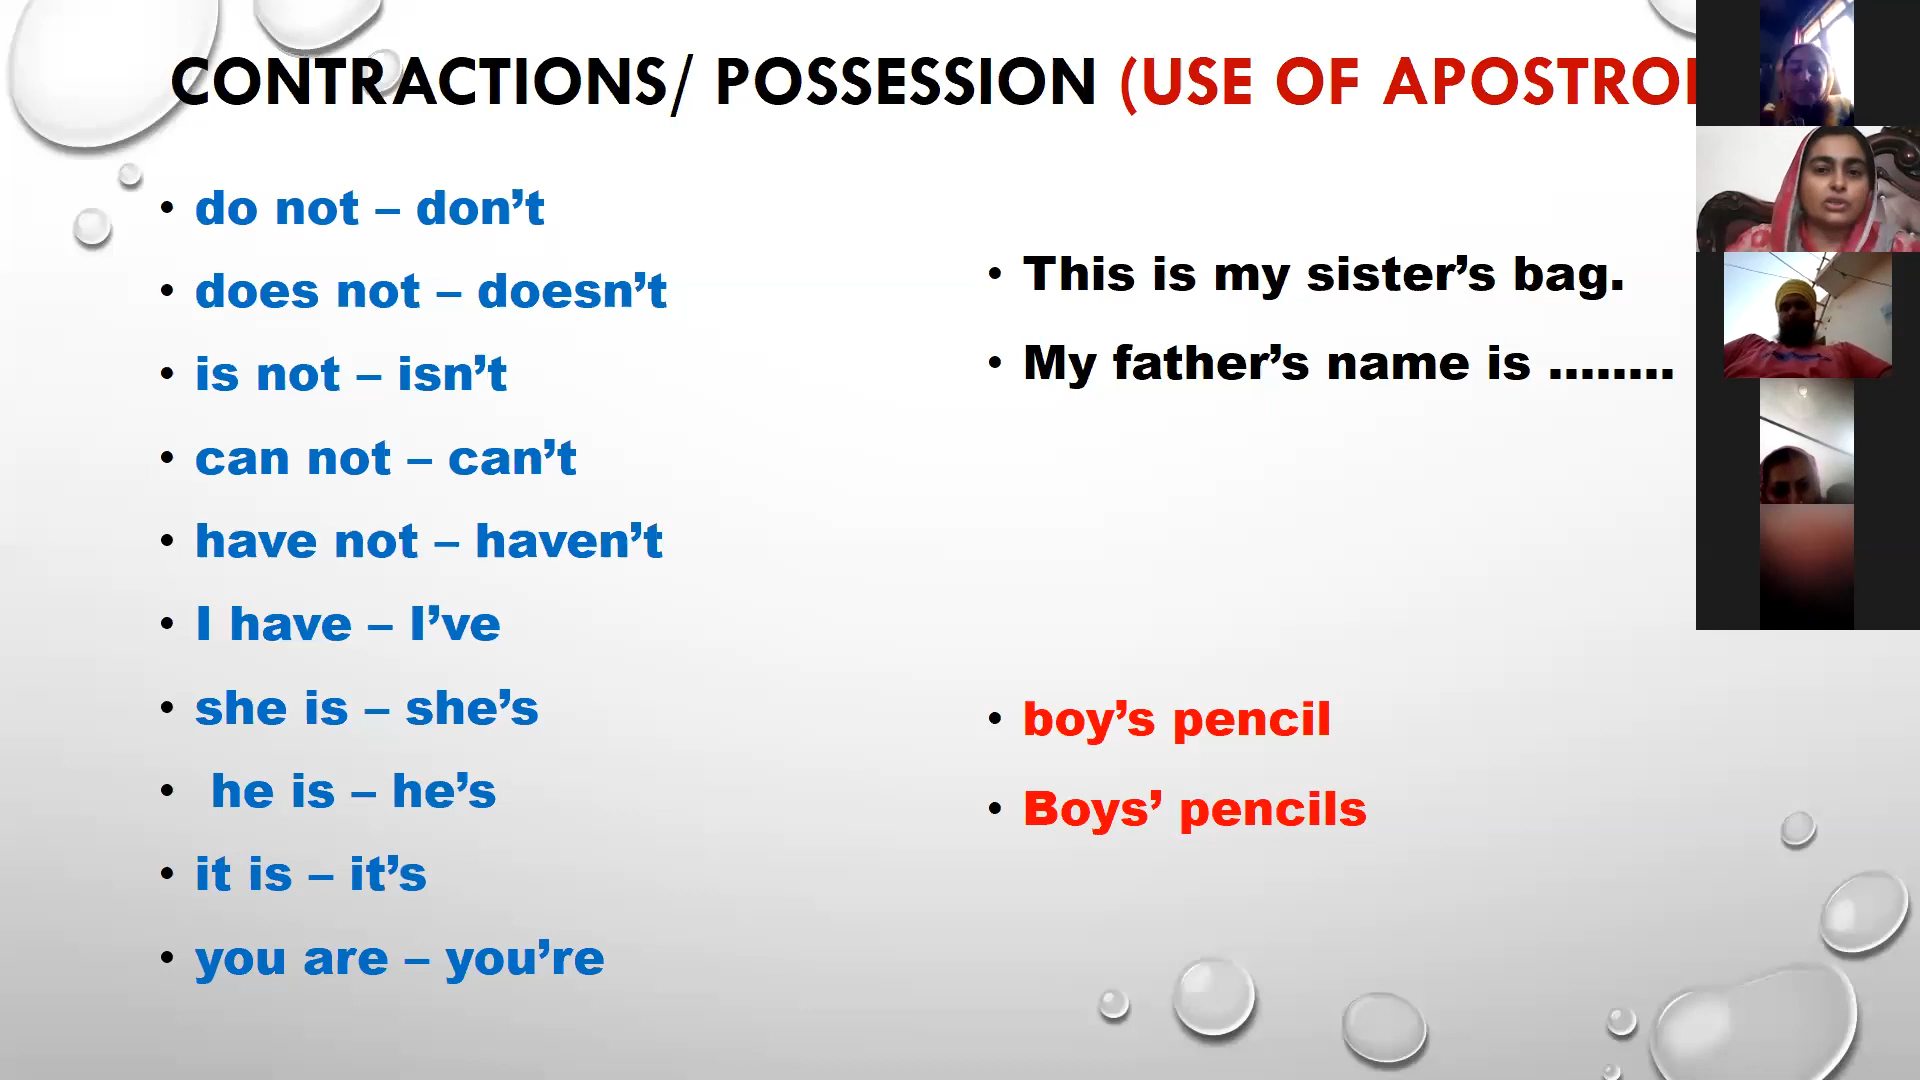 CONTRACTIONS/ POSSESSION (USE OF
• do not – don’t
• does not – doesn’t
• is not – isn’t
• can not – can’t
• have not – haven’t
• I have – I’ve
• she is – she’s
• he is – he’s
• it is – it’s
• you are – you’re
• This is my sister’s bag.
• My father’s name is ........
• boy’s pencil
• Boys’ pencils